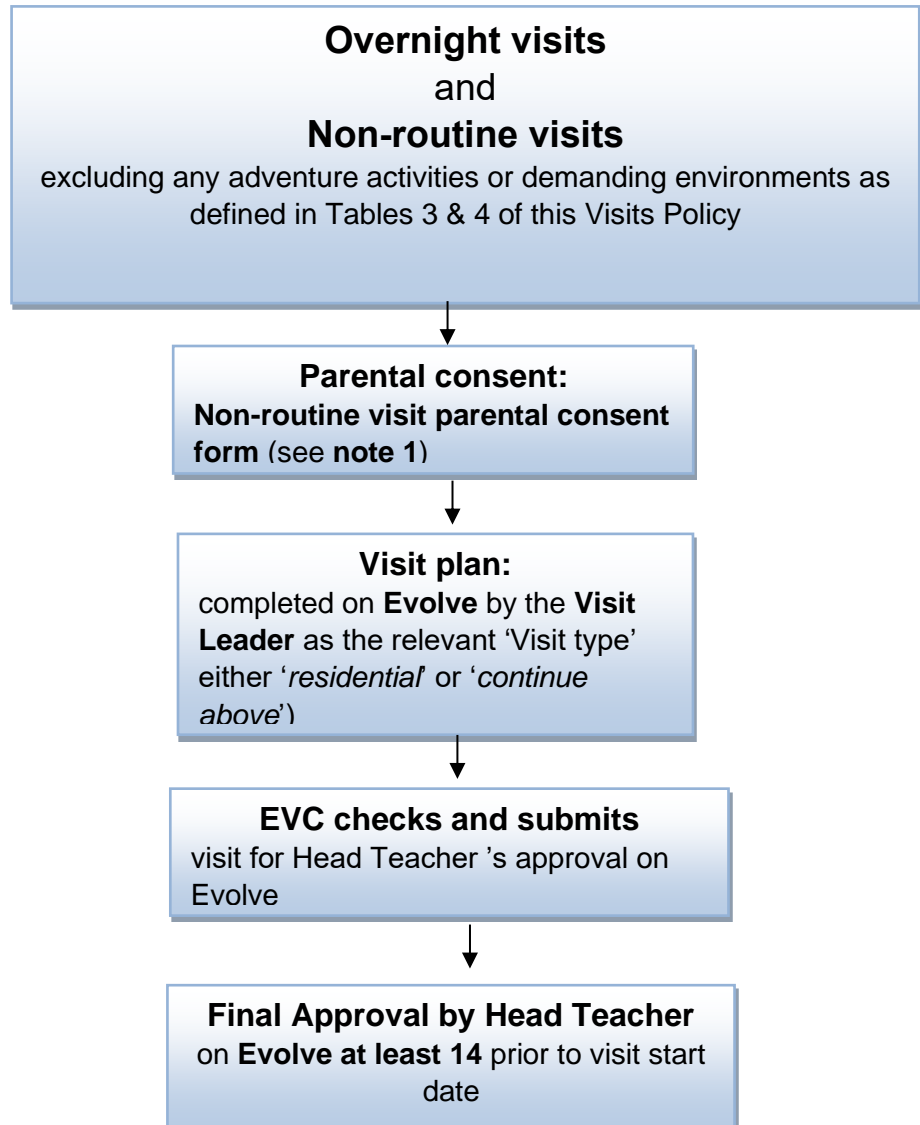 Overnight visits
and
Non-routine visits
excluding any adventure activities or demanding environments as
defined in Tables 3 & 4 of this Visits Policy
Parental consent:
Non-routine visit parental consent
form (see note 1)
Visit plan:
completed on Evolve by the Visit
Leader as the relevant ‘Visit type’
either ‘residential’ or ‘continue
above’)
EVC checks and submits
visit for Head Teacher ’s approval on
Evolve
Final Approval by Head Teacher
on Evolve at least 14 prior to visit start
date